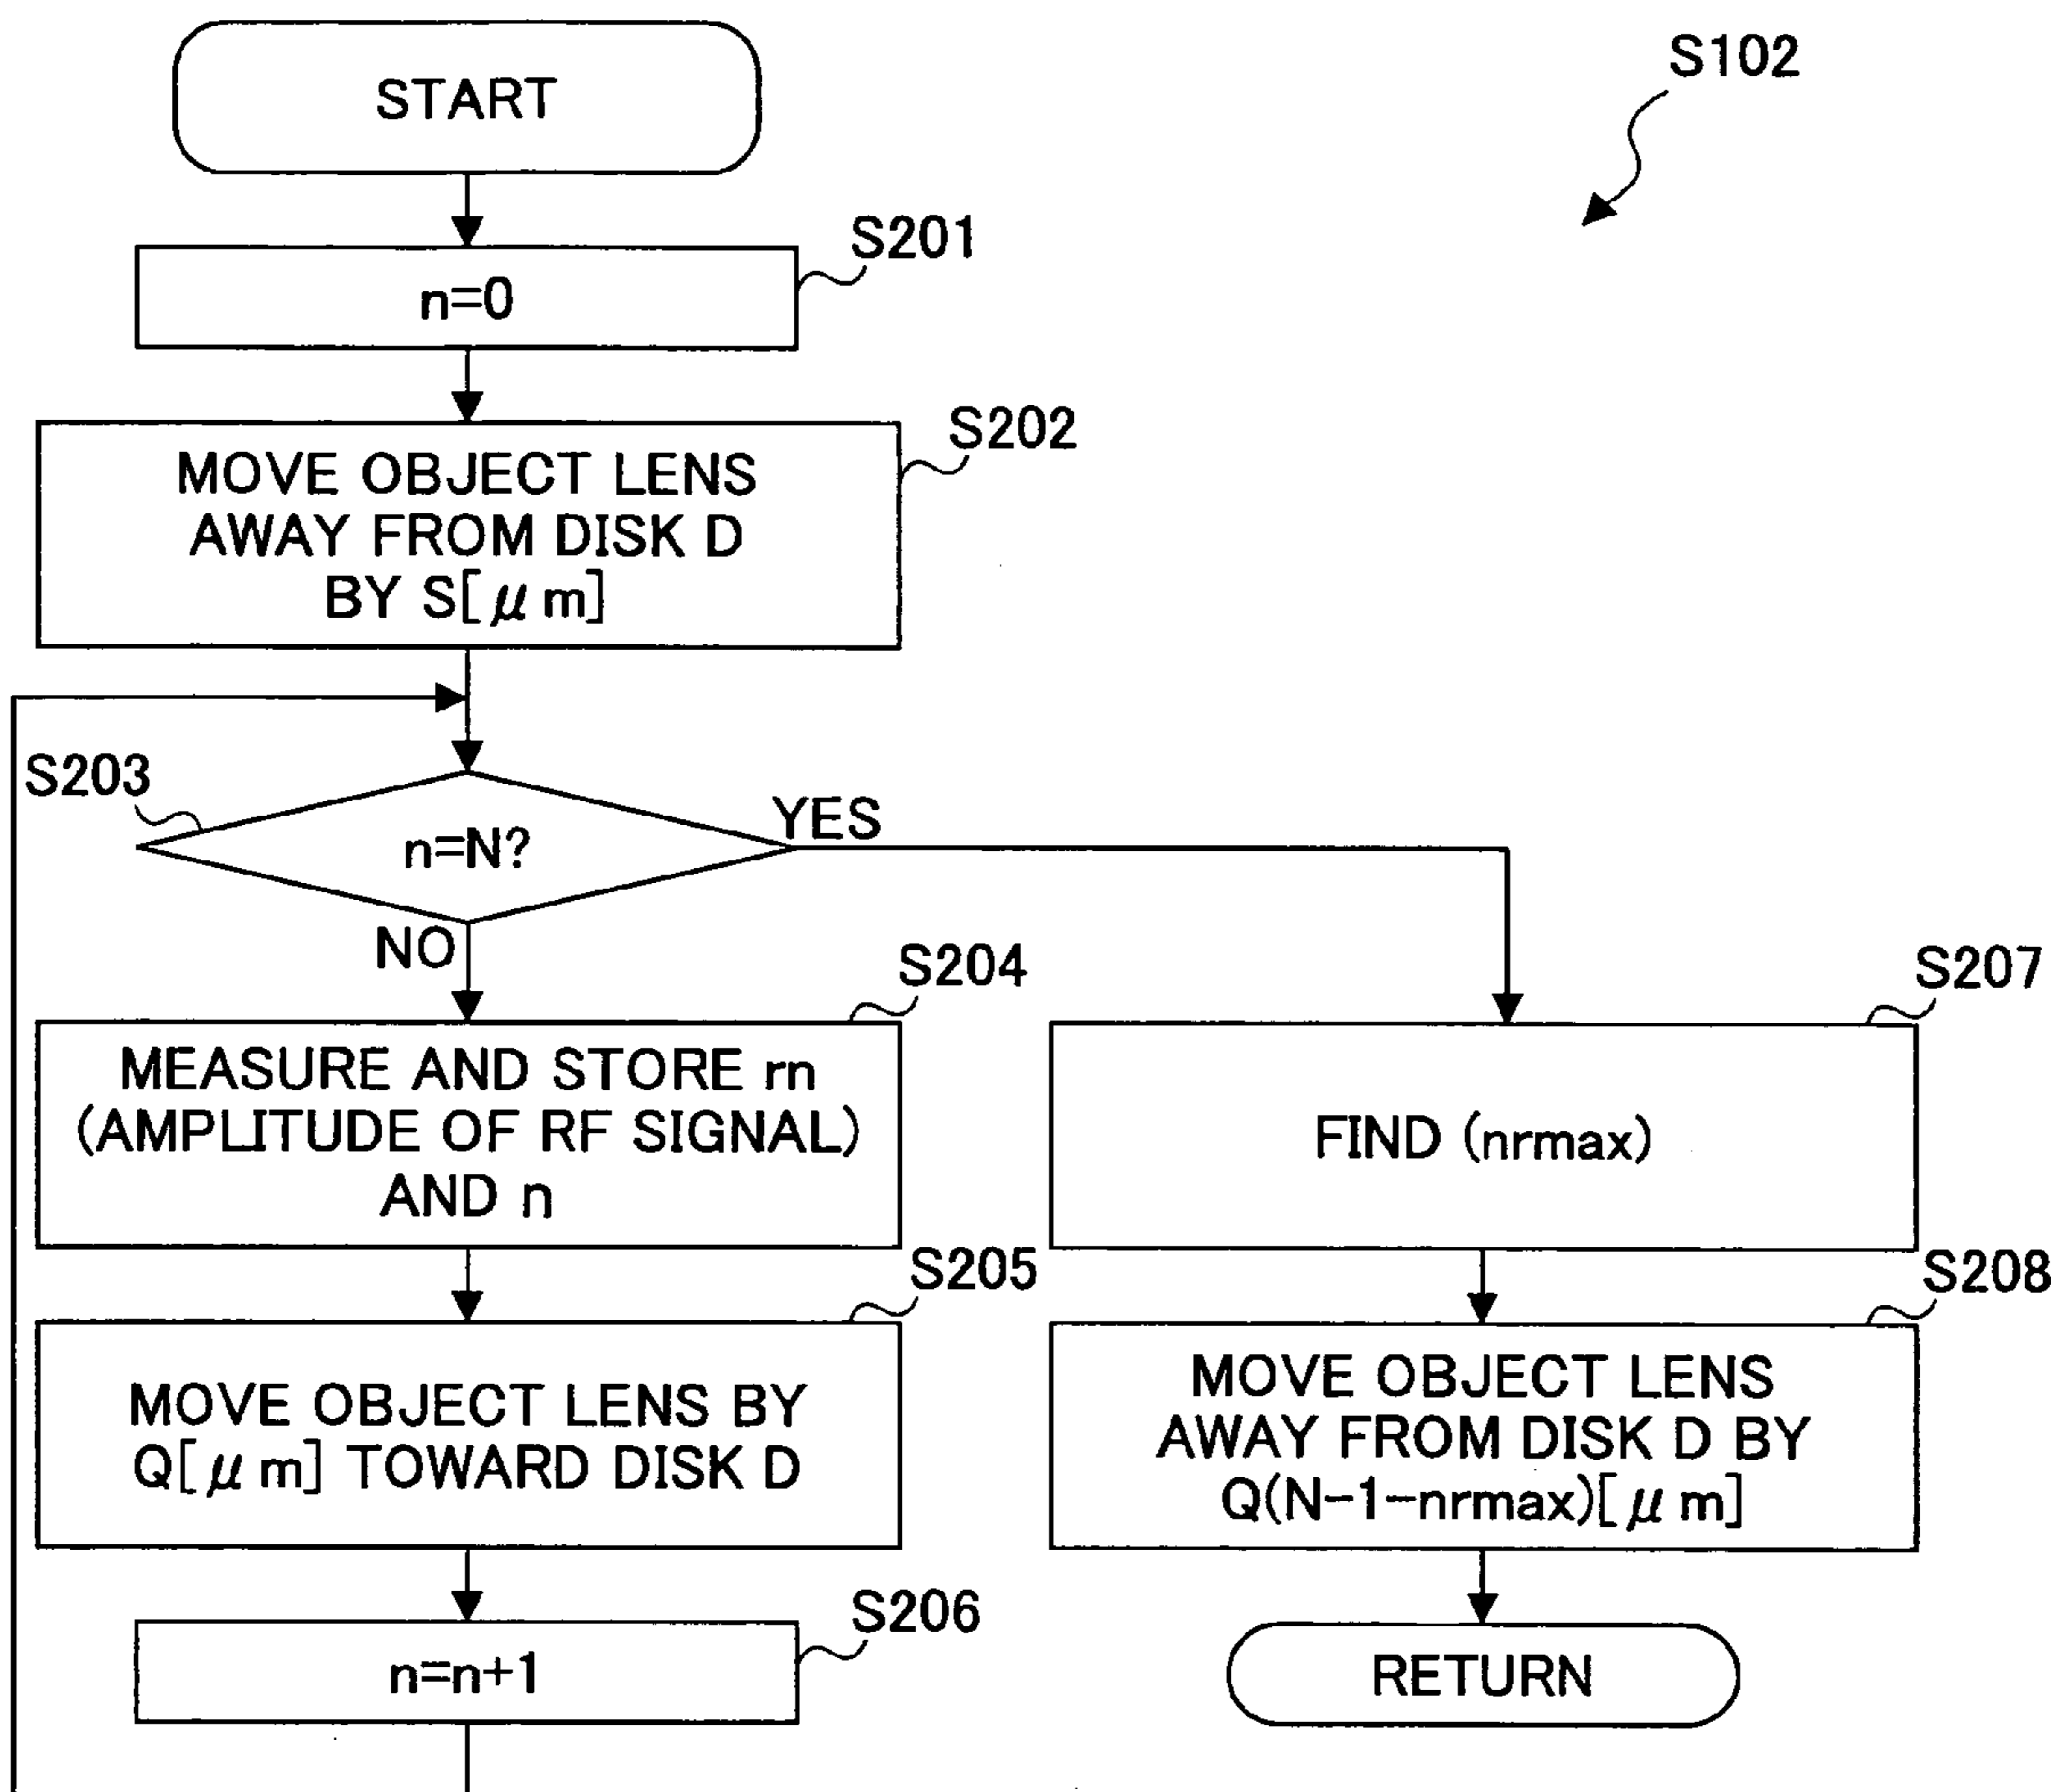 START
S102
S201
n=0
S202
MOVE OBJECT LENS
AWAY FROM DISK D
BY S[μm]
S203
n=N?
YES
NO
S204
MEASURE AND STORE rn
(AMPLITUDE OF RF SIGNAL)
AND n
S205
MOVE OBJECT LENS BY
Q[μm] TOWARD DISK D
S206
n=n+1
S207
FIND (nrmax)
S208
MOVE OBJECT LENS
AWAY FROM DISK D BY
Q(N-1-nrmax)[μm]
RETURN